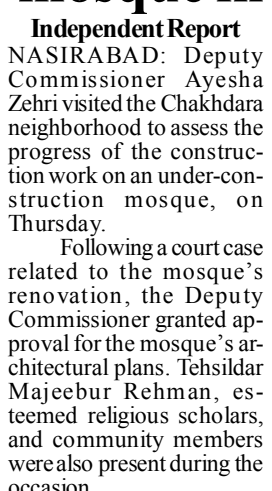 mosque in
Independent Report
NASIRABAD: Deputy
Commissioner Ayesha
Zehri visited the Chakhdara
neighborhood to assess the
progress of the construc-
tion work on an under-con-
struction mosque, on
Thursday.
Following a court case
related to the mosque's
renovation, the Deputy
Commissioner granted ap-
proval for the mosque's ar-
chitectural plans. Tehsildar
Majeebur Rehman, es-
teemed religious scholars,
and community members
were also present during the
occasion.